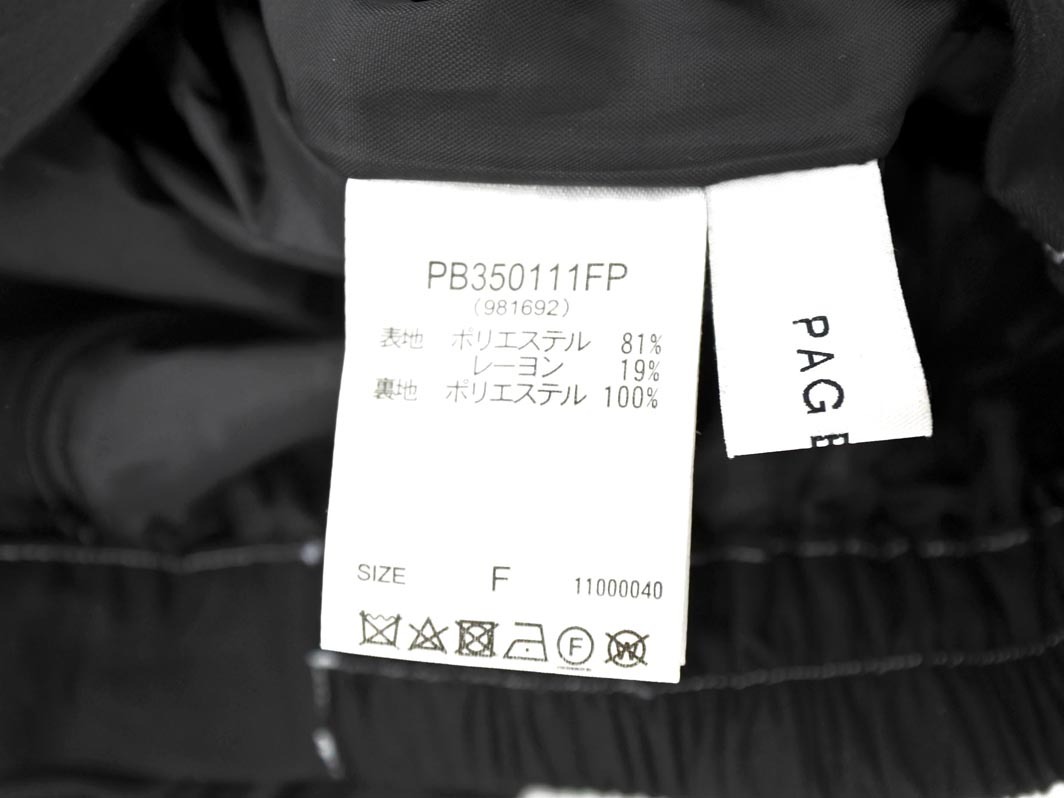 PB350111FP
(981692)
表地 ポリエステル 81%
レーヨン 19%
裏地 ポリエステル 100%
SIZE F 11000040
F W
PAGE